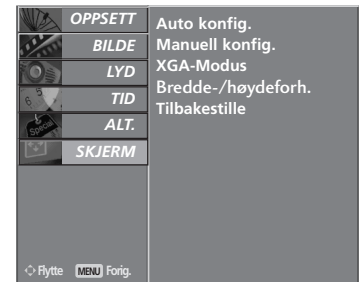 OPPSETT
BILDE
LYD
TID
ALT.
SKJERM
Auto konfig.
Manuell konfig.
XGA-Modus
Bredde-/høydeforh.
Tilbakestille
Flytte MENU Forig.